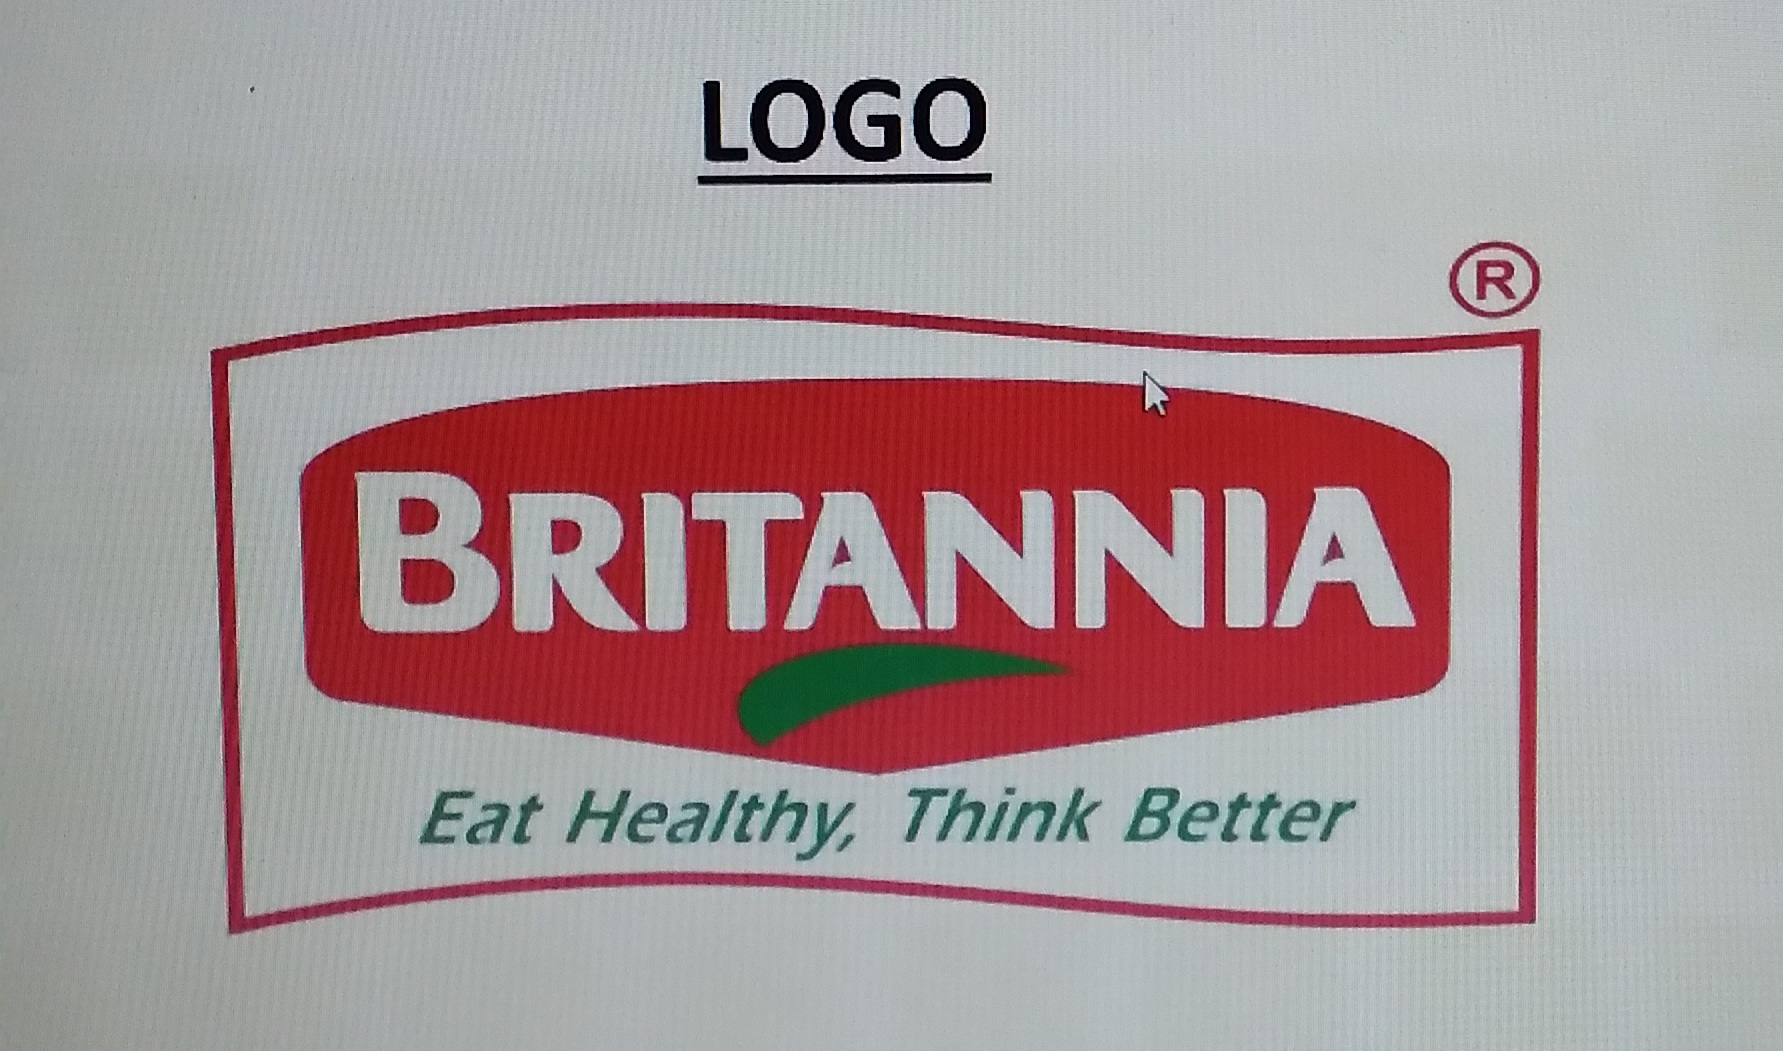 LOGO
®
BRITANNIA
Eat Healthy, Think Better